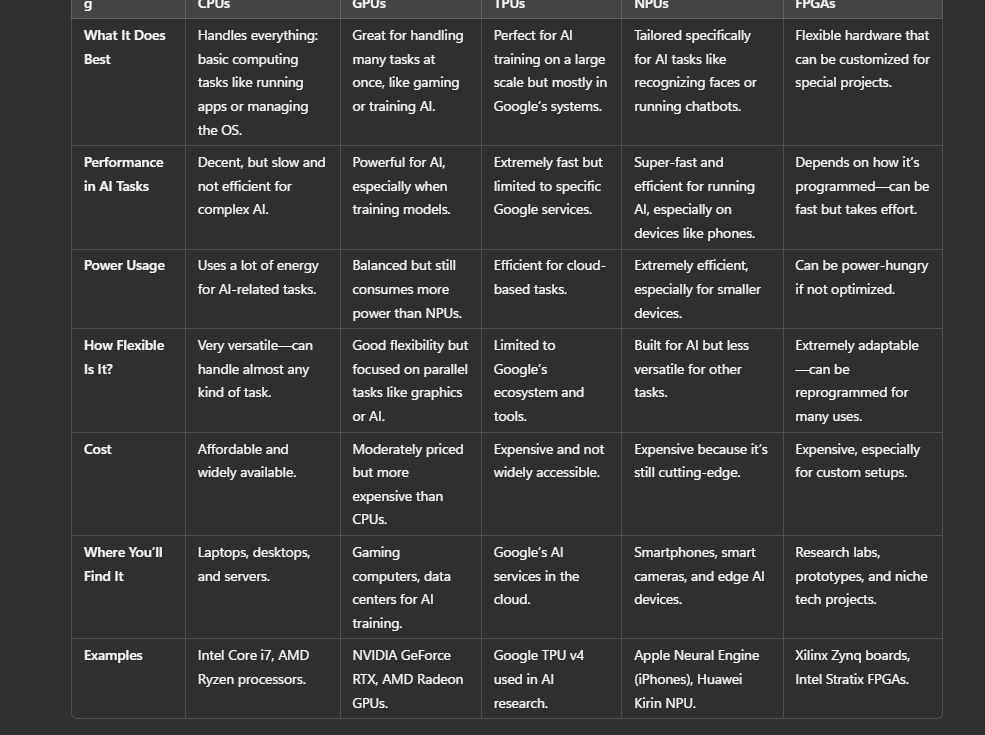 g CPUs GPUs TPUs NPUs FPGAs
What It Does
Best
Handles everything:
basic computing
tasks like running
apps or managing
the OS.
Great for handling
many tasks at
once, like gaming
or training AI.
Perfect for AI
training on a large
scale but mostly in
Google's systems.
Tailored specifically
for AI tasks like
recognizing faces or
running chatbots.
Flexible hardware that
can be customized for
special projects.
Performance
in AI Tasks
Decent, but slow and
not efficient for
complex AI.
Powerful for AI,
especially when
training models.
Extremely fast but
limited to specific
Google services.
Super-fast and
efficient for running
AI, especially on
devices like phones.
Depends on how it's
programmed—can be
fast but takes effort.
Power Usage
Uses a lot of energy
for AI-related tasks.
Balanced but still
consumes more
power than NPUs.
Efficient for cloud-
based tasks.
Extremely efficient,
especially for smaller
devices.
Can be power-hungry
if not optimized.
How Flexible
Is It?
Very versatile—can
handle almost any
kind of task.
Good flexibility but
focused on parallel
tasks like graphics
or AI.
Limited to
Google's
ecosystem and
tools.
Built for AI but less
versatile for other
tasks.
Extremely adaptable
—can be
reprogrammed for
many uses.
Cost
Affordable and
widely available.
Moderately priced
but more
expensive than
CPUs.
Expensive and not
widely accessible.
Expensive because it's
still cutting-edge.
Expensive, especially
for custom setups.
Where You'll
Find It
Laptops, desktops,
and servers.
Gaming
computers, data
centers for AI
training.
Google's AI
services in the
cloud.
Smartphones, smart
cameras, and edge AI
devices.
Research labs,
prototypes, and niche
tech projects.
Examples
Intel Core i7, AMD
Ryzen processors.
NVIDIA GeForce
RTX, AMD Radeon
GPUs.
Google TPU v4
used in AI
research.
Apple Neural Engine
(iPhones), Huawei
Kirin NPU.
Xilinx Zynq boards,
Intel Stratix FPGAs.